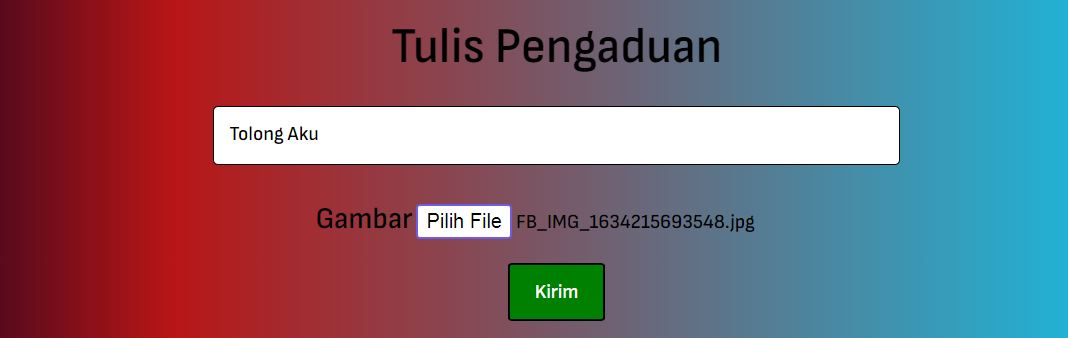 Tulis Pengaduan
Tolong Aku
Gambar Pilih File FB_IMG_1634215693548.jpg
Kirim